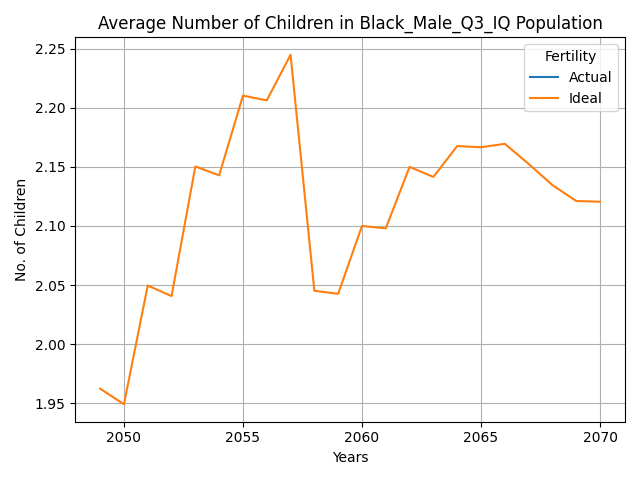 Average Number of Children in Black_Male_Q3_IQ Population
Fertility
Actual
Ideal
2.25
2.20
2.15
2.10
2.05
2.00
1.95
No. of Children
2050
2055
2060
2065
2070
Years